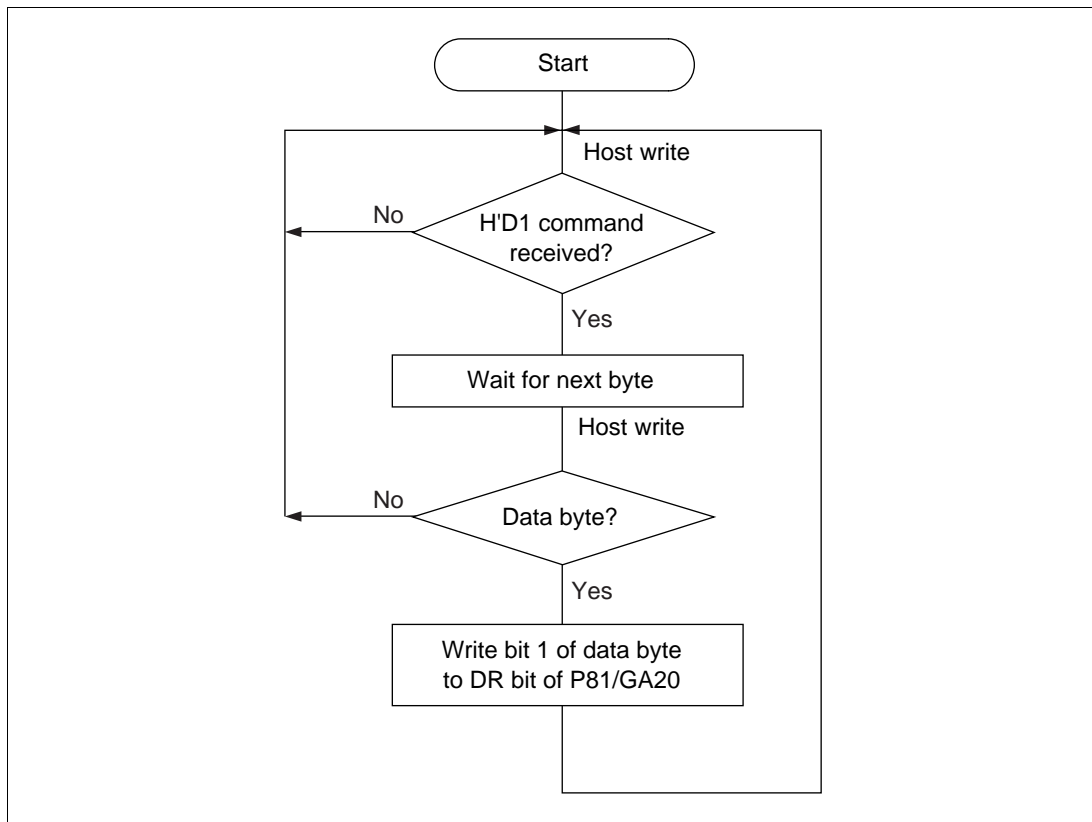 Start
Host write
No
H'D1 command
received?
Yes
Wait for next byte
Host write
No
Data byte?
Yes
Write bit 1 of data byte
to DR bit of P81/GA20